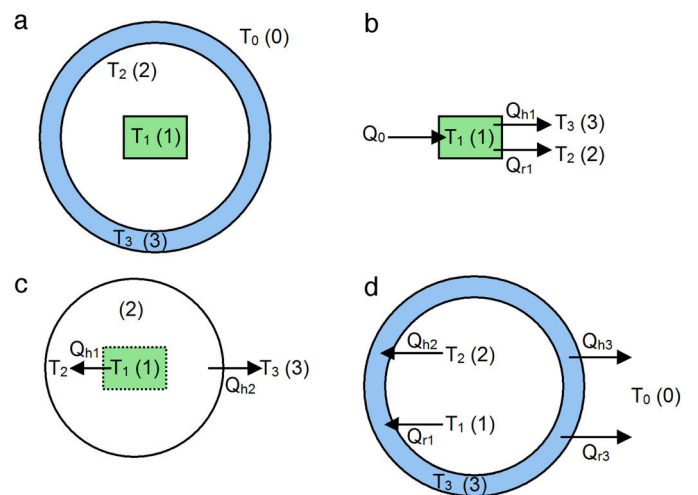 a
T₀ (0)
T₂ (2)
T₁ (1)
T₃ (3)
b
Q₀
T₁ (1)
Qₕ₁
T₃ (3)
Qᵣ₁
T₂ (2)
c
(2)
Qₕ₁
T₂
T₁ (1)
T₃ (3)
Qₕ₂
d
Qₕ₂
T₂ (2)
Qₕ₃
T₀ (0)
T₁ (1)
Qᵣ₁
Qᵣ₃
T₃ (3)